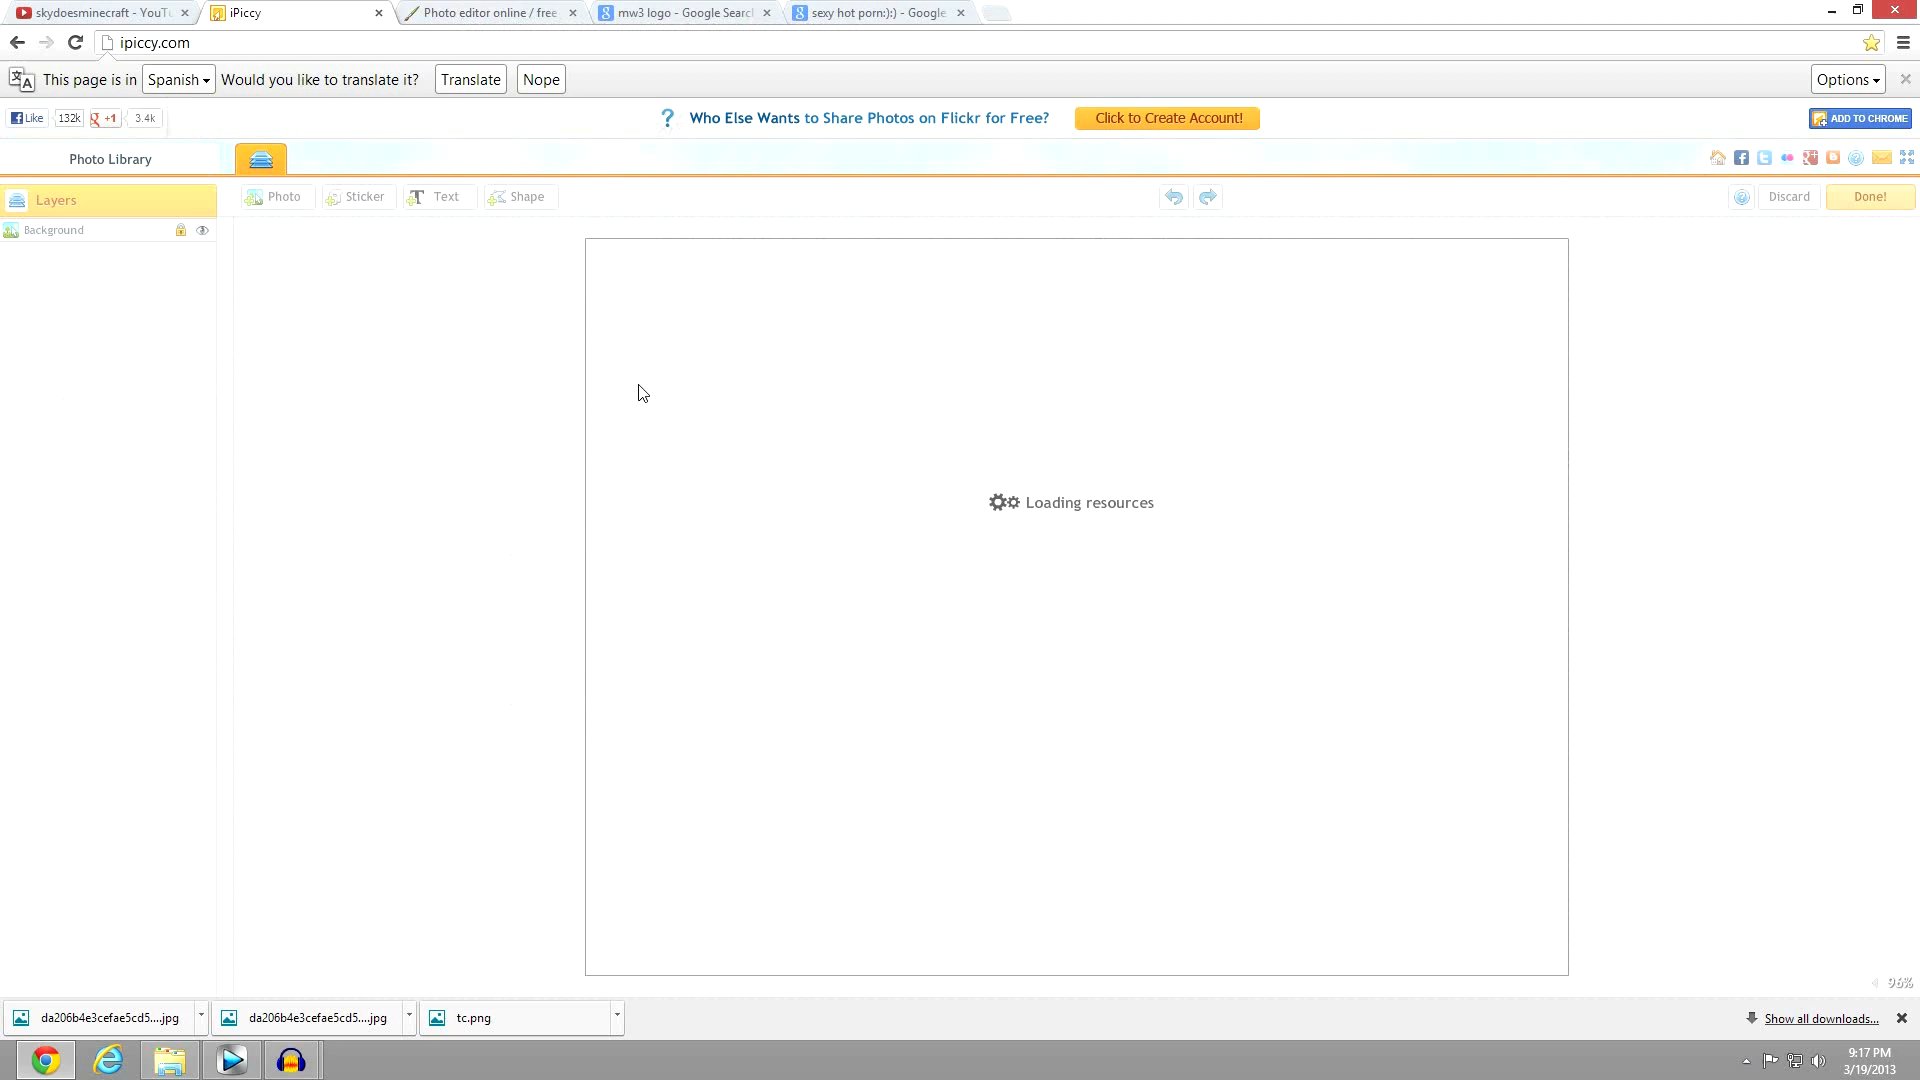 skydoesminecraft - YouTu
iPiccy
Photo editor online / free
mw3 logo - Google Searc
sexy hot porn:):) - Google
ipiccy.com
This page is in Spanish Would you like to translate it? Translate Nope Options
Like 132k +1 3.4k
? Who Else Wants to Share Photos on Flickr for Free? Click to Create Account! ADD TO CHROME
Photo Library
Layers Photo Sticker Text Shape Discard Done!
Background
Loading resources
96%
da206b4e3cefae5cd5....jpg da206b4e3cefae5cd5....jpg tc.png Show all downloads...
9:17 PM
3/19/2013